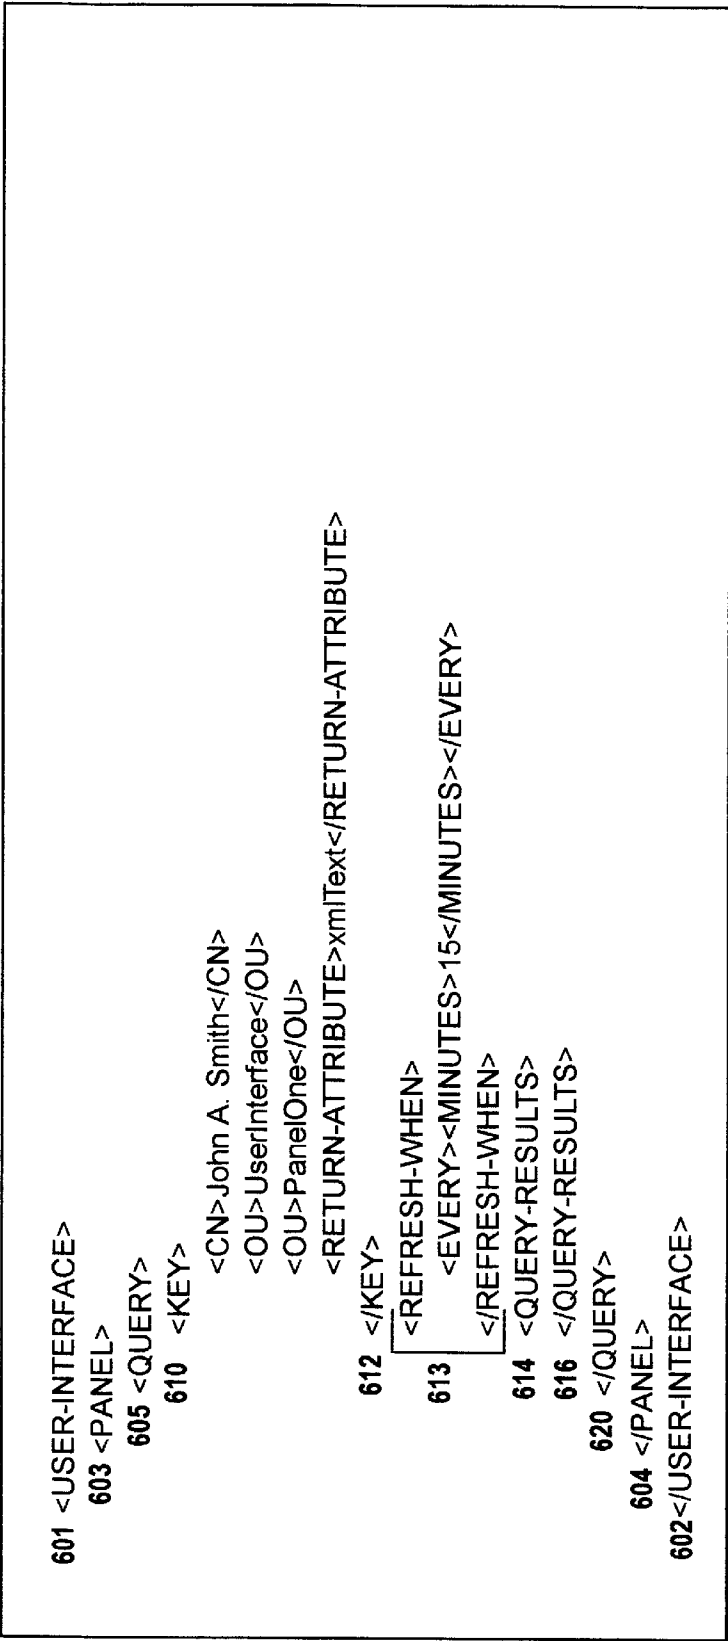 601 <USER-INTERFACE>
603 <PANEL>
605 <QUERY>
610 <KEY>
<CN>John A. Smith</CN>
<OU>UserInterface</OU>
<OU>PanelOne</OU>
<RETURN-ATTRIBUTE>xmlText</RETURN-ATTRIBUTE>
612 </KEY>
<REFRESH-WHEN>
613 <EVERY><MINUTES>15</MINUTES></EVERY>
</REFRESH-WHEN>
614 <QUERY-RESULTS>
616 </QUERY-RESULTS>
620 </QUERY>
604 </PANEL>
602</USER-INTERFACE>